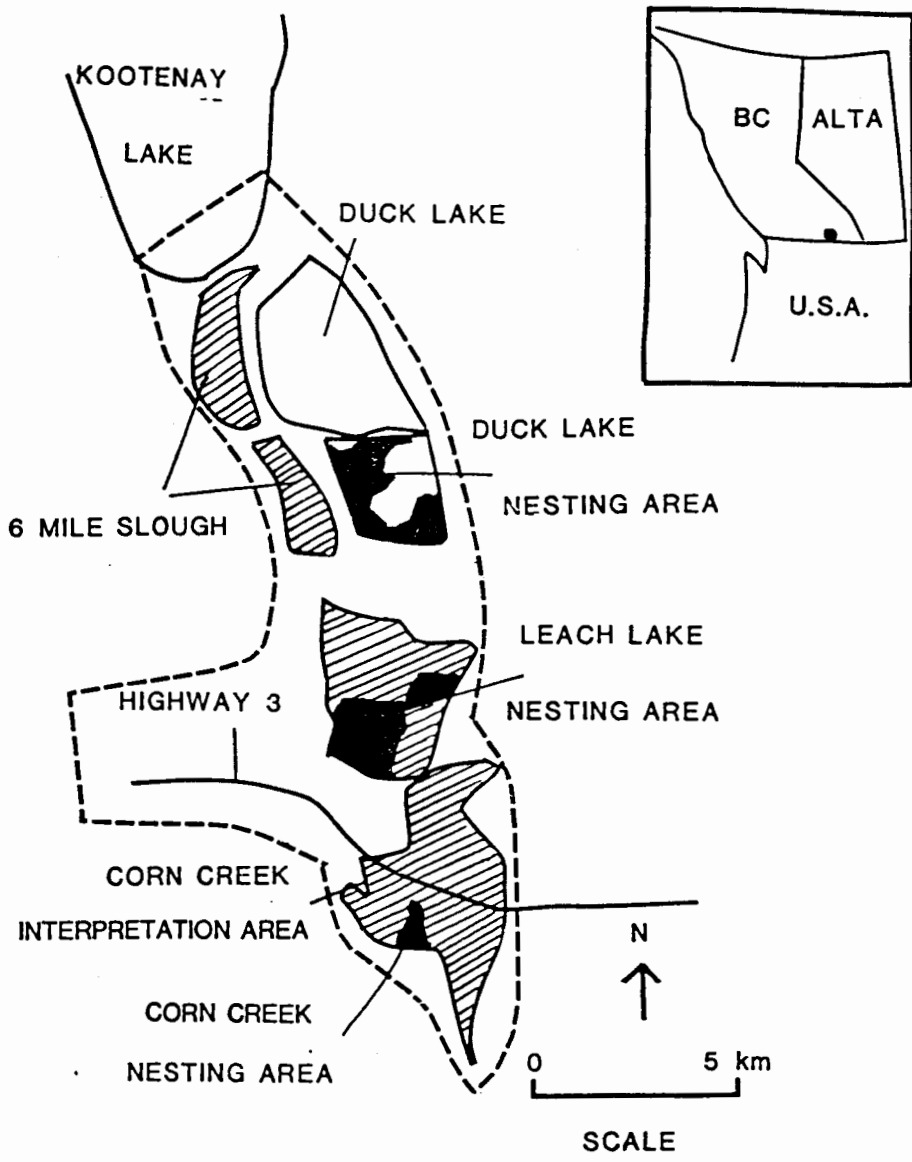 KOOTENAY
LAKE
DUCK LAKE
BC
ALTA
U.S.A.
DUCK LAKE
NESTING AREA
6 MILE SLOUGH
LEACH LAKE
NESTING AREA
HIGHWAY 3
CORN CREEK
INTERPRETATION AREA
N
CORN CREEK
NESTING AREA
0 5 km
SCALE